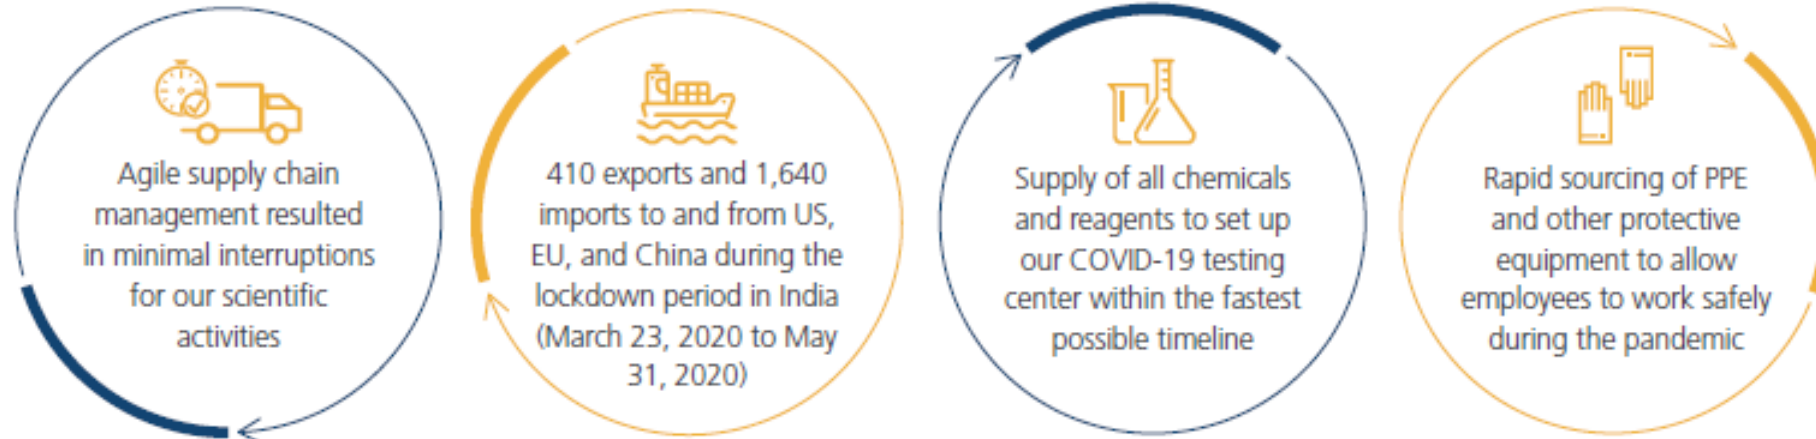 Agile supply chain
management resulted
in minimal interruptions
for our scientific
activities
410 exports and 1,640
imports to and from US,
EU, and China during the
lockdown period in India
(March 23, 2020 to May
31, 2020)
Supply of all chemicals
and reagents to set up
our COVID-19 testing
center within the fastest
possible timeline
Rapid sourcing of PPE
and other protective
equipment to allow
employees to work safely
during the pandemic